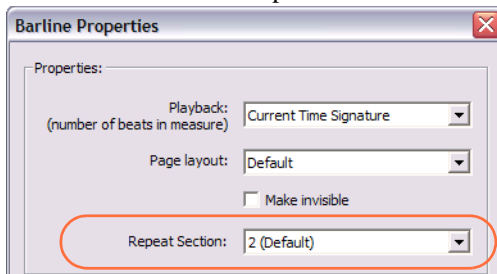 Barline Properties
Properties:
Playback:
(number of beats in measure)
Current Time Signature
Page layout:
Default
Make invisible
Repeat Section:
2 (Default)